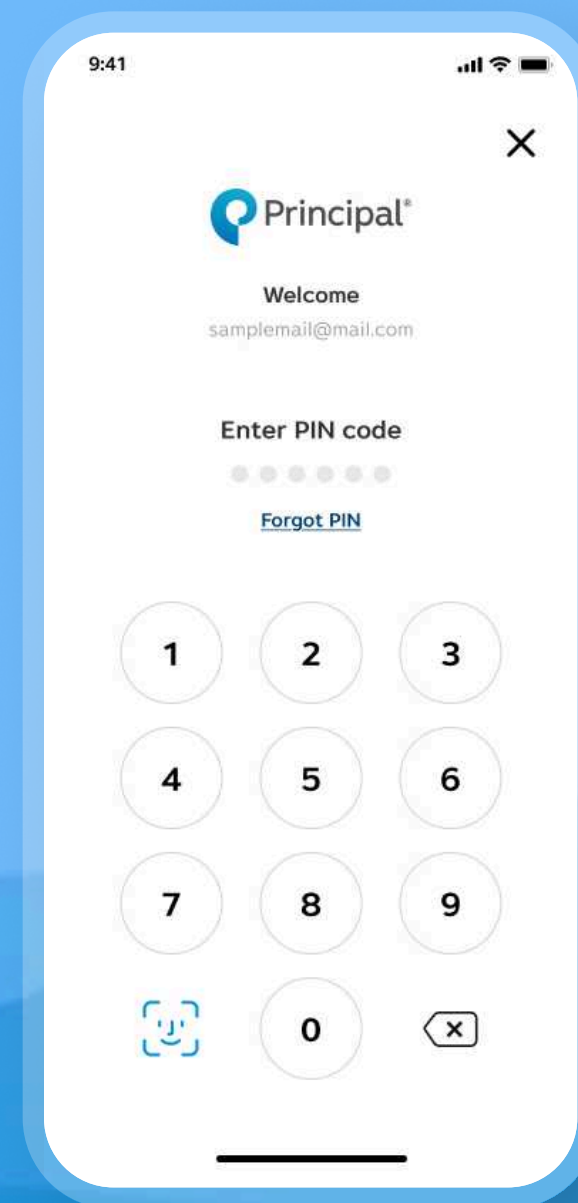 9:41
Principal®
Welcome
samplemail@mail.com
Enter PIN code
Forgot PIN
1 2 3
4 5 6
7 8 9
0